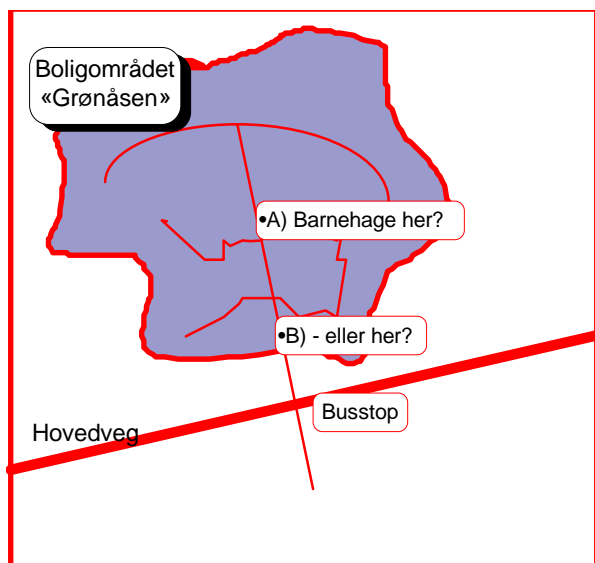 Boligområdet
«Grønåsen»
•A) Barnehage her?
•B) - eller her?
Busstop
Hovedveg